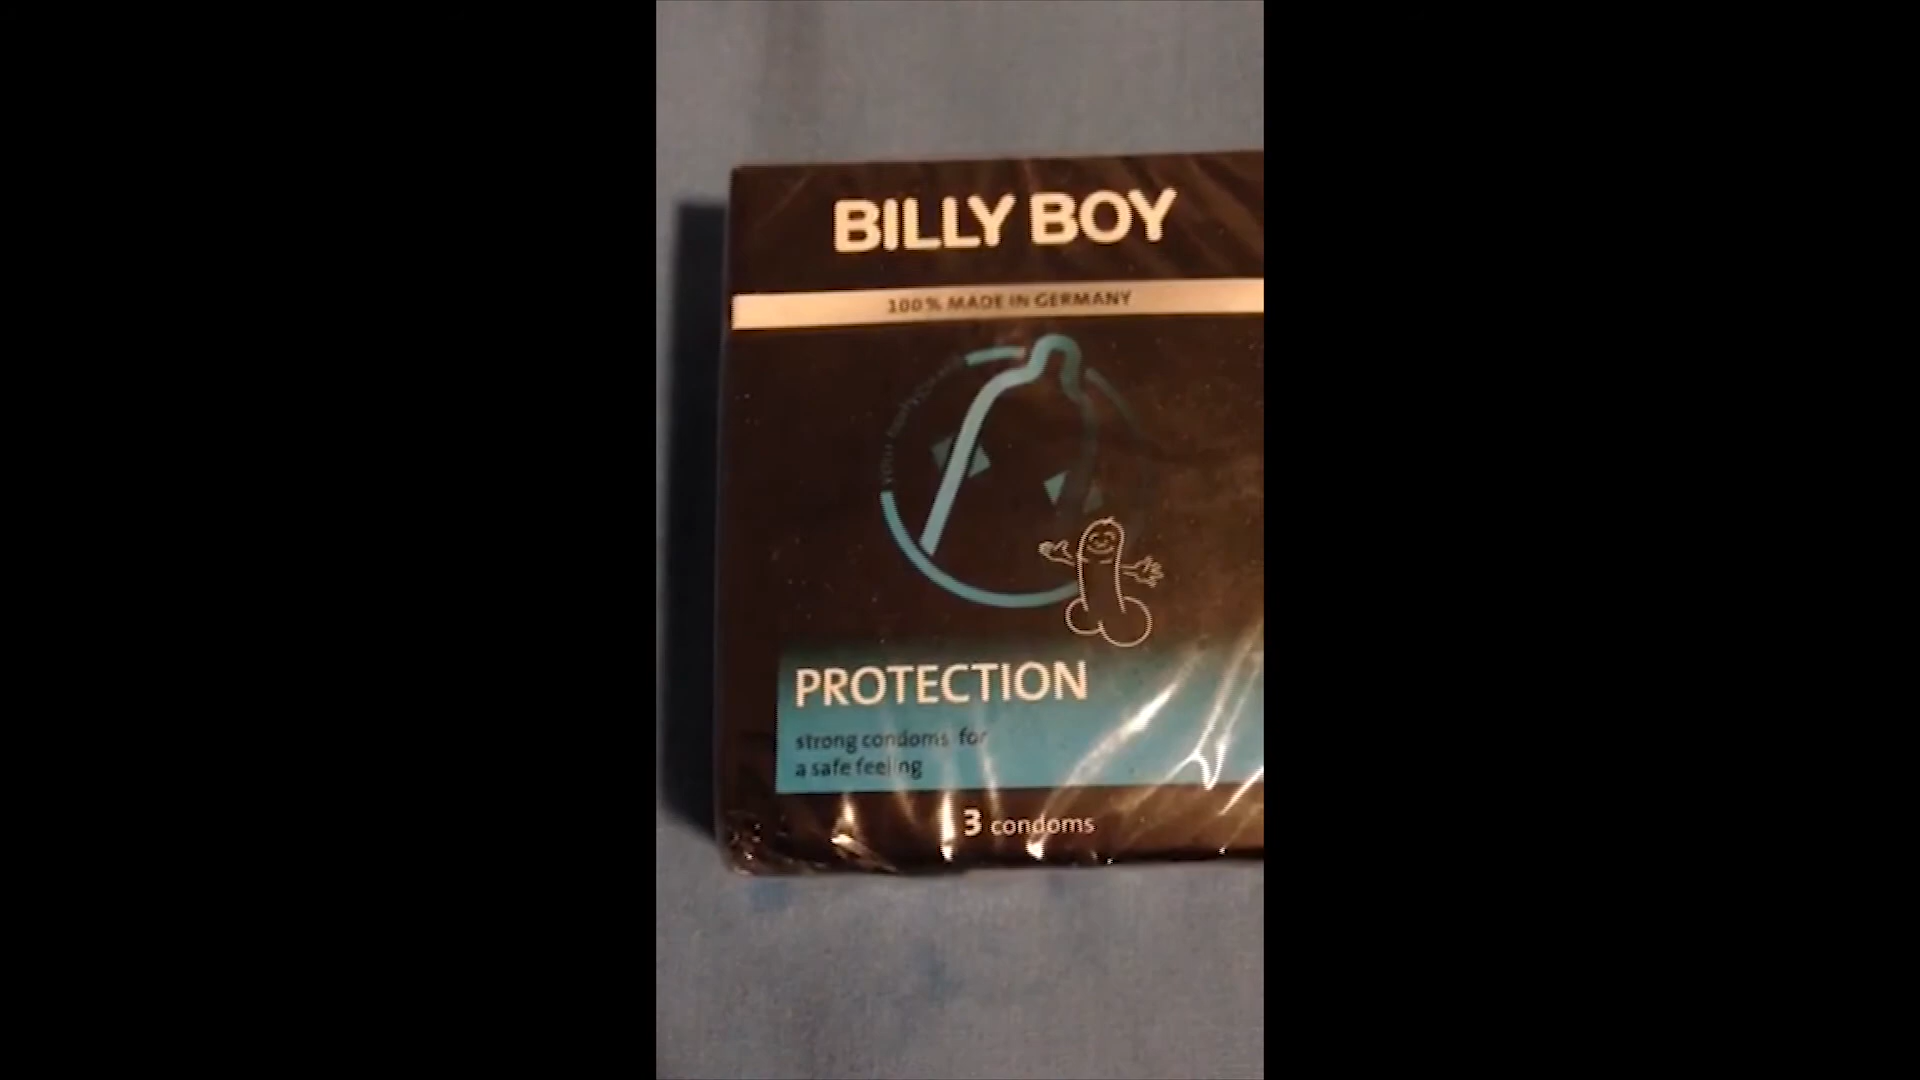 BILLY BOY
100% MADE IN GERMANY
PROTECTION
strong condoms for
a safe feeling
3 condoms